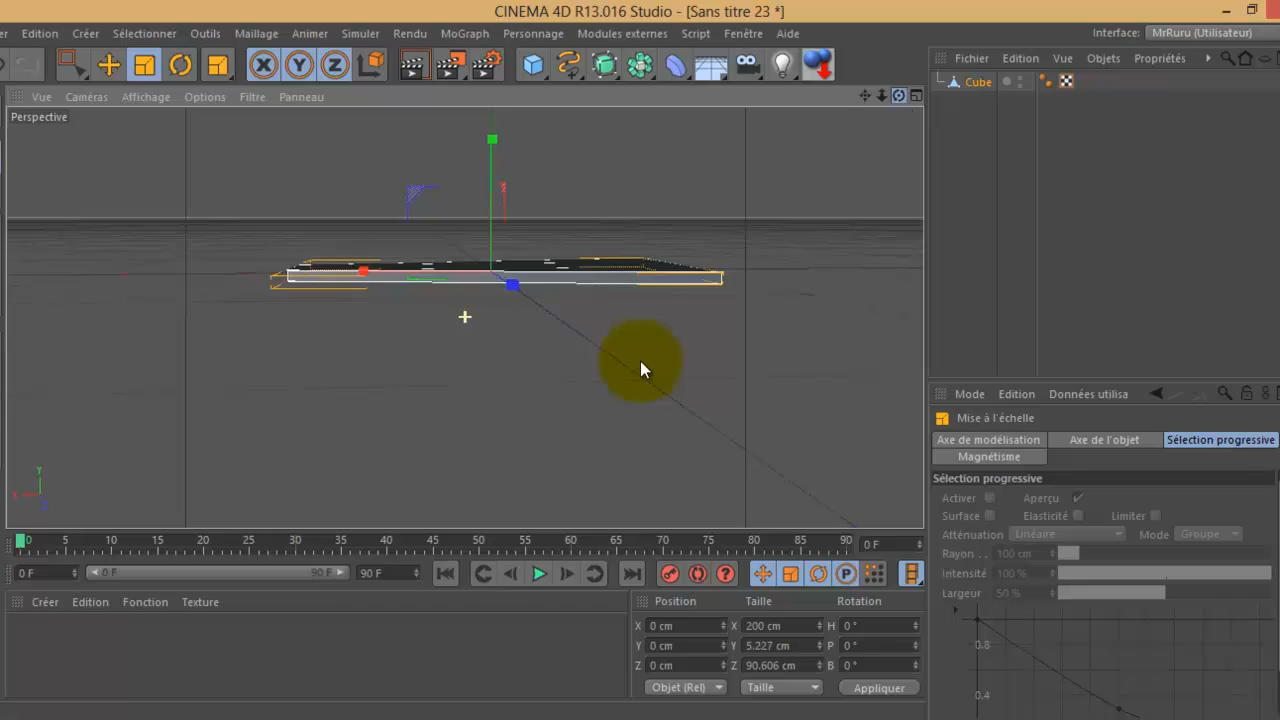 CINEMA 4D R13.016 Studio - [Sans titre 23 *]
er Edition Créer Sélectionner Outils Maillage Animer Simuler Rendu MoGraph Personnage Modules externes Script Fenêtre Aide Interface: MrRuru (Utilisateur)
X Y Z
Fichier Edition Vue Objets Propriétés
Vue Caméras Affichage Options Filtre Panneau
Cube
Perspective
Y
X
Z
Mode Edition Données utilisa
Mise à l'échelle
Axe de modélisation Axe de l'objet Sélection progressive
Magnétisme
Sélection progressive
Activer Aperçu
Surface Elasticité Limiter
Atténuation Linéaire Mode Groupe
Rayon . . 100 cm
Intensité 100 %
Largeur 50 %
0.8
0.4
0 5 10 15 20 25 30 35 40 45 50 55 60 65 70 75 80 85 90 0 F
0 F 0 F 90 F 90 F ? P
Créer Edition Fonction Texture
Position Taille Rotation
X 0 cm X 200 cm H 0 °
Y 0 cm Y 5.227 cm P 0 °
Z 0 cm Z 90.606 cm B 0 °
Objet (Rel) Taille Appliquer